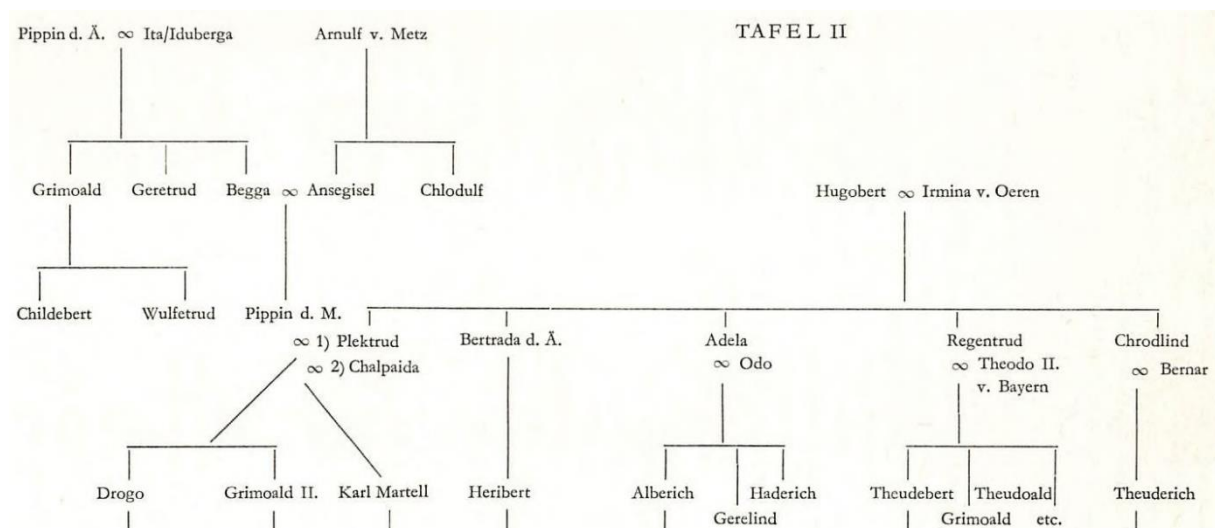 TAFEL II
Pippin d. Ä. ∞ Ita/Iduberga Arnulf v. Metz
Grimoald Geretrud Begga ∞ Ansegisel Chlodulf
Hugobert ∞ Irmina v. Oeren
Childebert Wulfetrud Pippin d. M.
∞ 1) Plektrud Bertrada d. Ä. Adela Regentrud Chrodlind
∞ 2) Chalpaida ∞ Odo ∞ Theodo II. ∞ Bernar
v. Bayern
Drogo Grimoald II. Karl Martell Heribert Alberich Haderich Theudebert Theudoald Theuderich
Gerelind Grimoald etc.